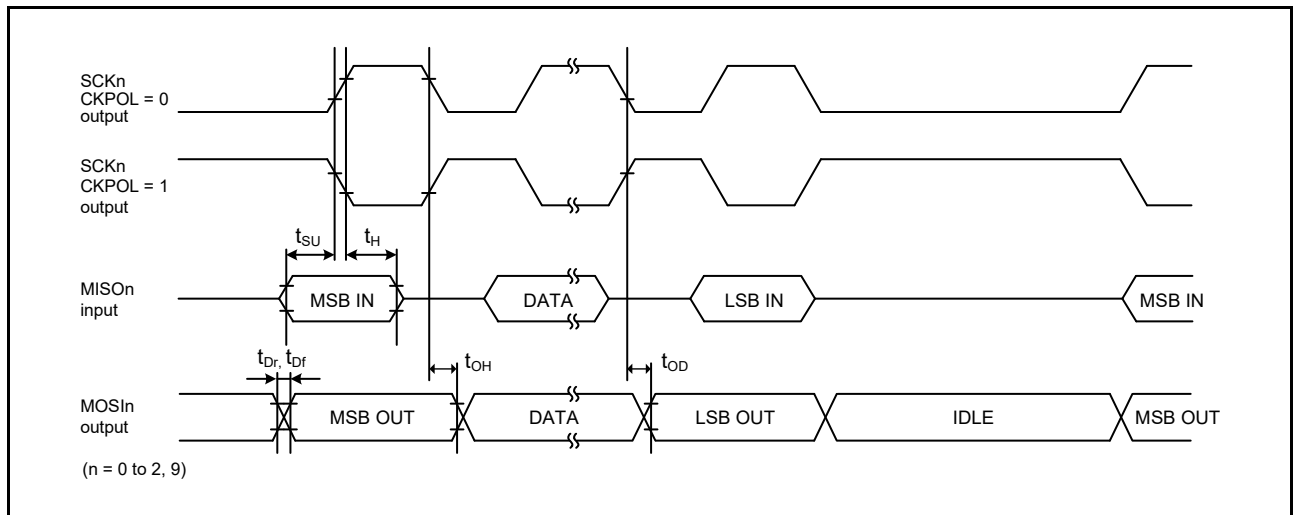 SCKn
CKPOL = 0
output
SCKn
CKPOL = 1
output
tSU
tH
MISOn
input
MSB IN
DATA
LSB IN
MSB IN
tDr, tDf
tOH
tOD
MOSIn
output
MSB OUT
DATA
LSB OUT
IDLE
MSB OUT
(n = 0 to 2, 9)